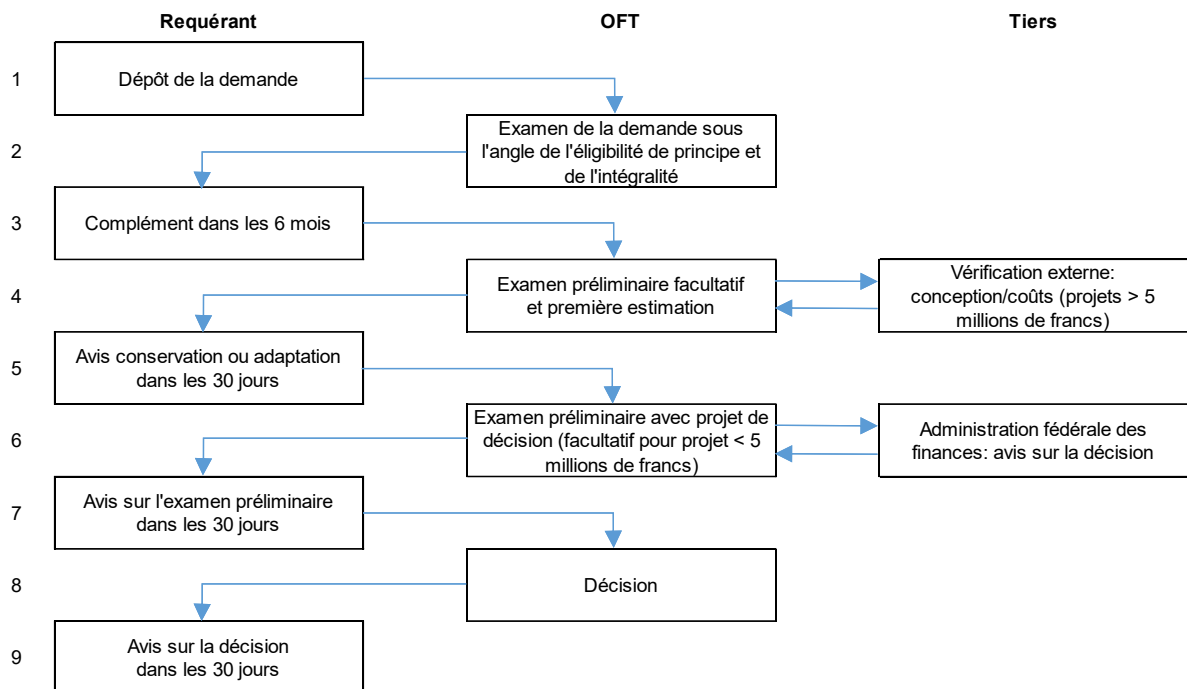 Requérant
OFT
Tiers
1
Dépôt de la demande
2
Examen de la demande sous
l'angle de l'éligibilité de principe et
de l'intégralité
3
Complément dans les 6 mois
4
Examen préliminaire facultatif
et première estimation
Vérification externe:
conception/coûts (projets > 5
millions de francs)
5
Avis conservation ou adaptation
dans les 30 jours
6
Examen préliminaire avec projet de
décision (facultatif pour projet < 5
millions de francs)
Administration fédérale des
finances: avis sur la décision
7
Avis sur l'examen préliminaire
dans les 30 jours
8
Décision
9
Avis sur la décision
dans les 30 jours